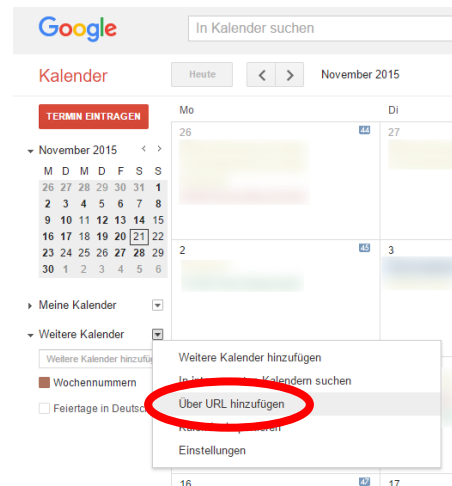 Google
In Kalender suchen
Kalender
Heute
< >
November 2015
TERMIN EINTRAGEN
November 2015 < >
M D M D F S S
26 27 28 29 30 31 1
2 3 4 5 6 7 8
9 10 11 12 13 14 15
16 17 18 19 20 21 22
23 24 25 26 27 28 29
30 1 2 3 4 5 6
Meine Kalender
Weitere Kalender
Weitere Kalender hinzufü
Wochennummern
Feiertage in Deutsc
Mo
Di
26
44
27
2
45
3
Weitere Kalender hinzufügen
In Kalendern suchen
Über URL hinzufügen
Einstellungen
16
47
17